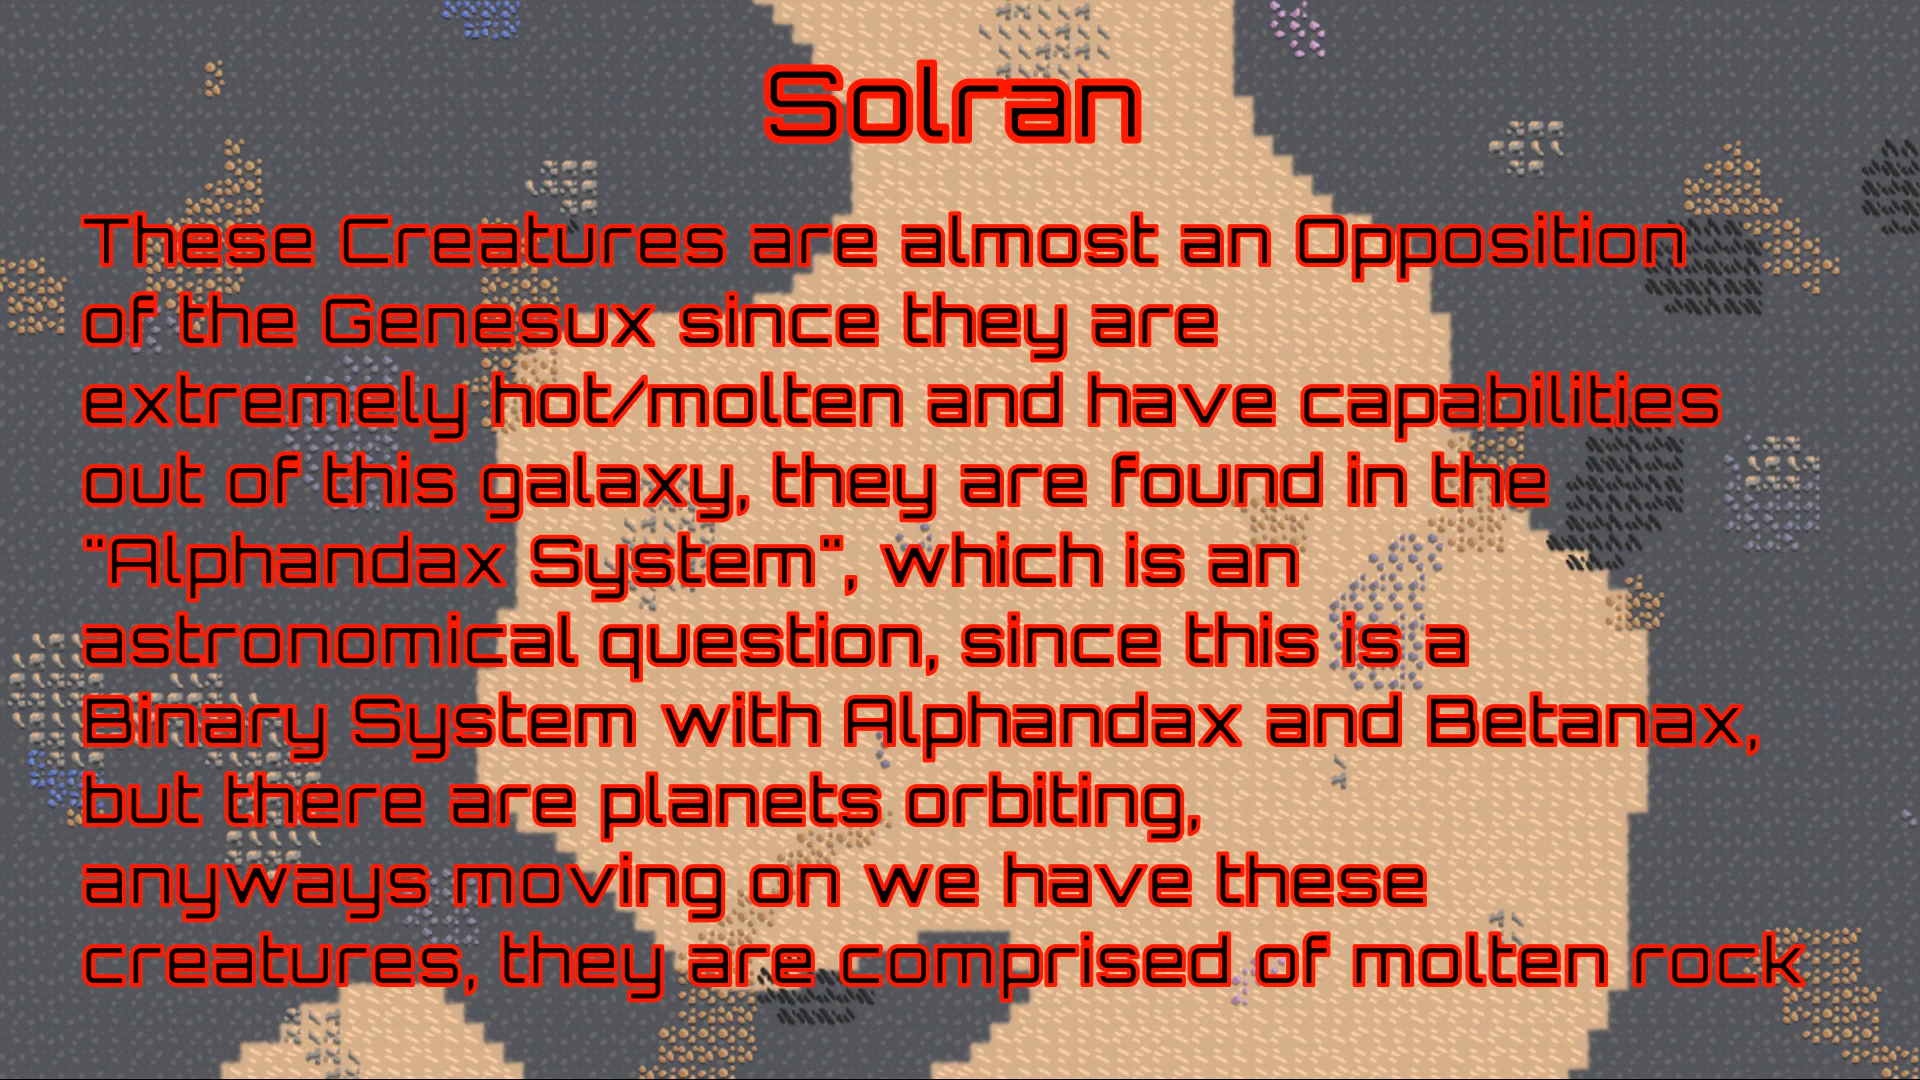 Solran
These Creatures are almost an Opposition
of the Genesux since they are
extremely hot/molten and have capabilities
out of this galaxy, they are found in the
"Alphandax System", which is an
astronomical question, since this is a
Binary System with Alphandax and Betanax,
but there are planets orbiting,
anyways moving on we have these
creatures, they are comprised of molten rock